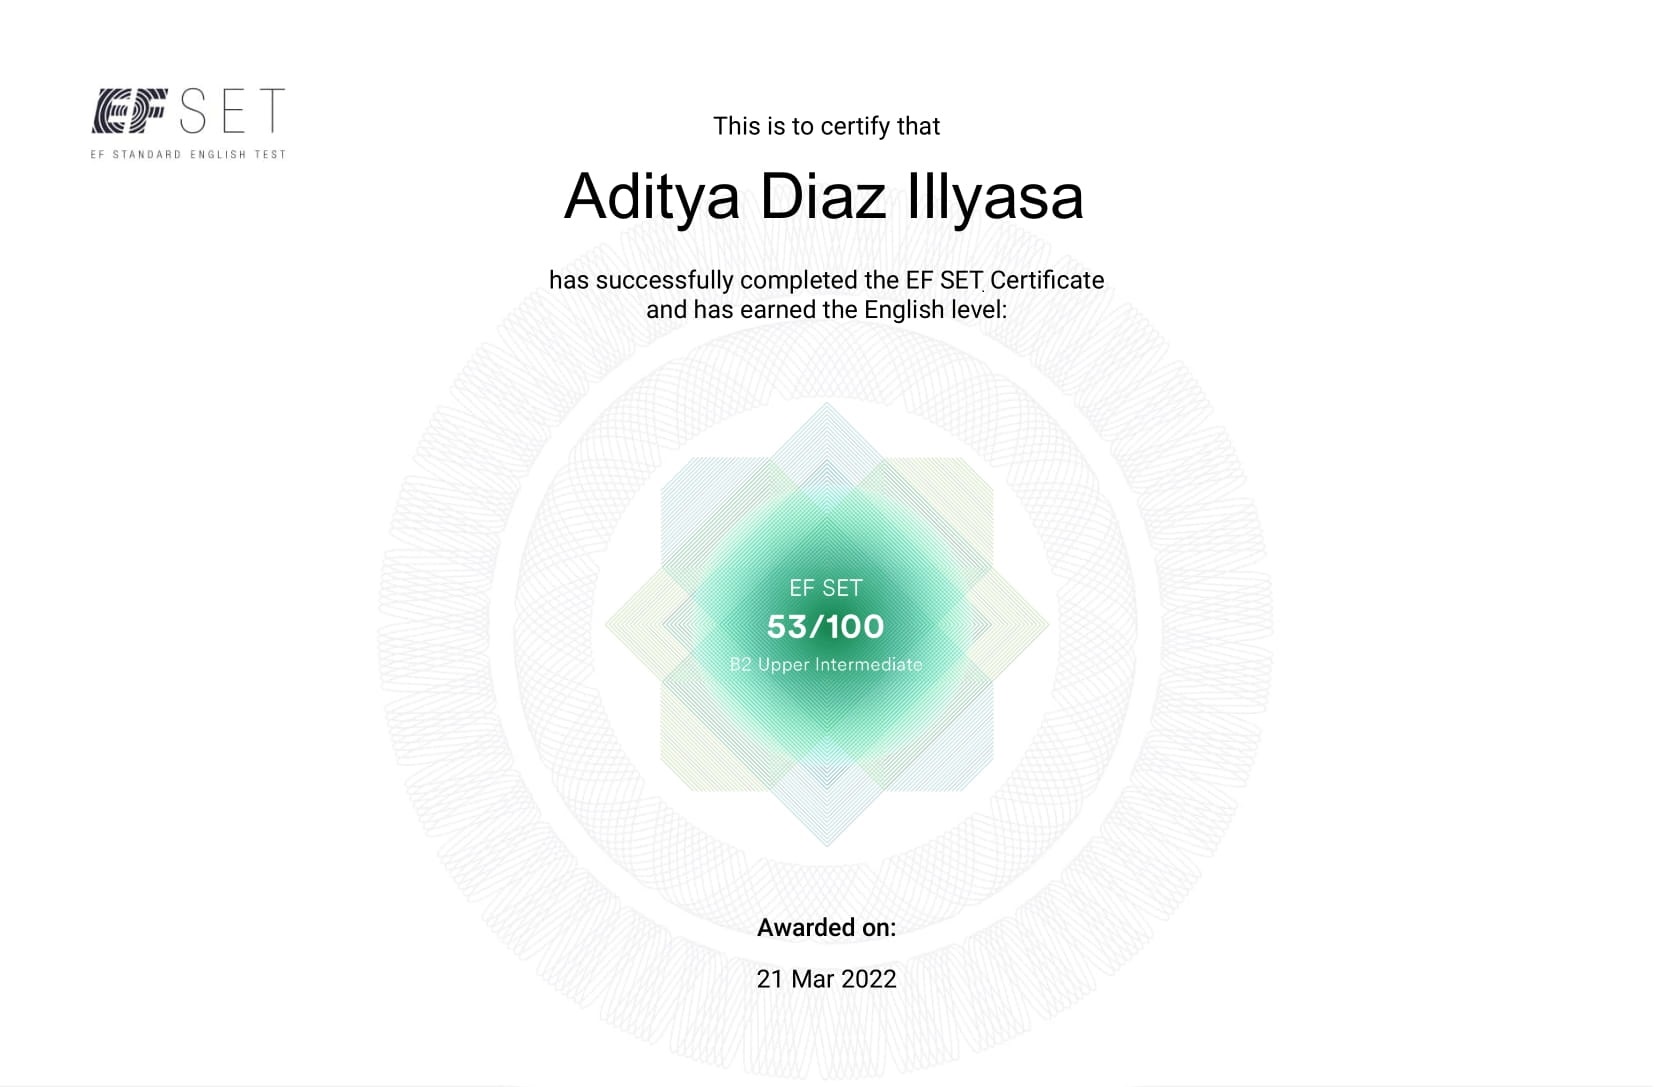 EF SET
EF STANDARD ENGLISH TEST
This is to certify that
Aditya Diaz Illyasa
has successfully completed the EF SET Certificate
and has earned the English level:
EF SET
53/100
B2 Upper Intermediate
Awarded on:
21 Mar 2022